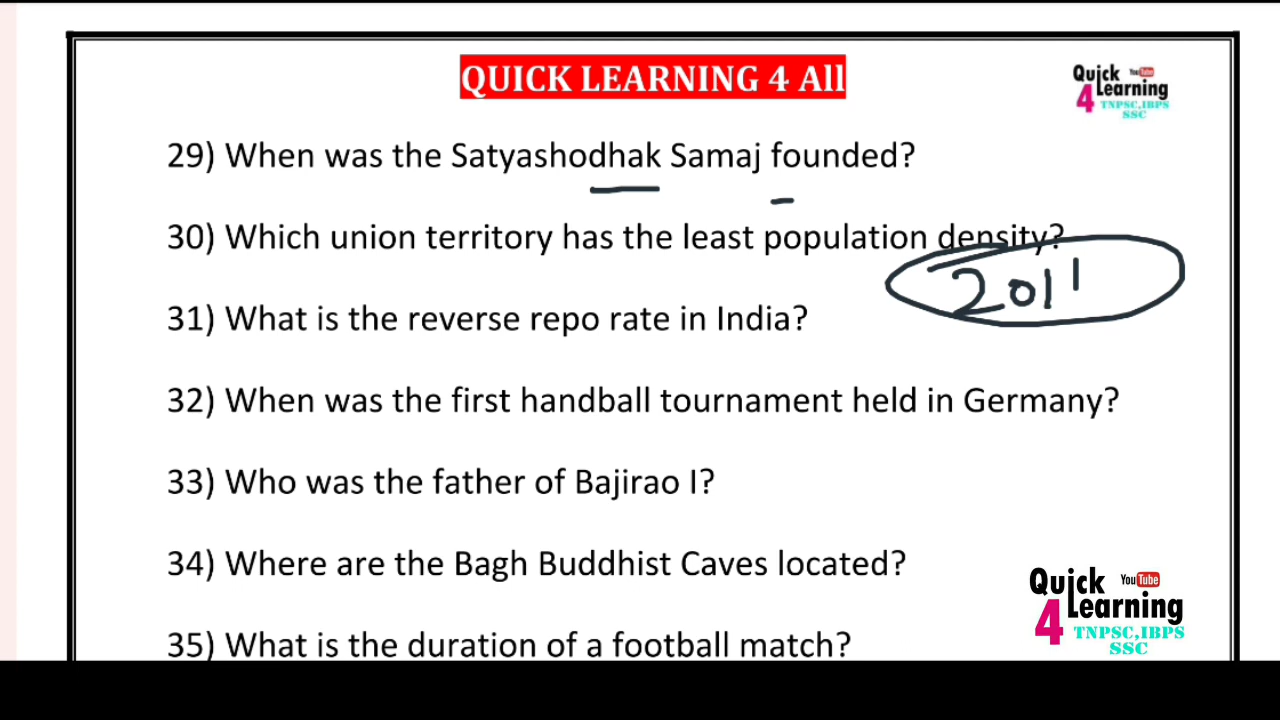 QUICK LEARNING 4 All
Quick YouTube
4 Learning
TNPSC,IBPS
SSC
29) When was the Satyashodhak Samaj founded?
30) Which union territory has the least population density?
2011
31) What is the reverse repo rate in India?
32) When was the first handball tournament held in Germany?
33) Who was the father of Bajirao I?
34) Where are the Bagh Buddhist Caves located?
Quick YouTube
4 Learning
TNPSC,IBPS
SSC
35) What is the duration of a football match?